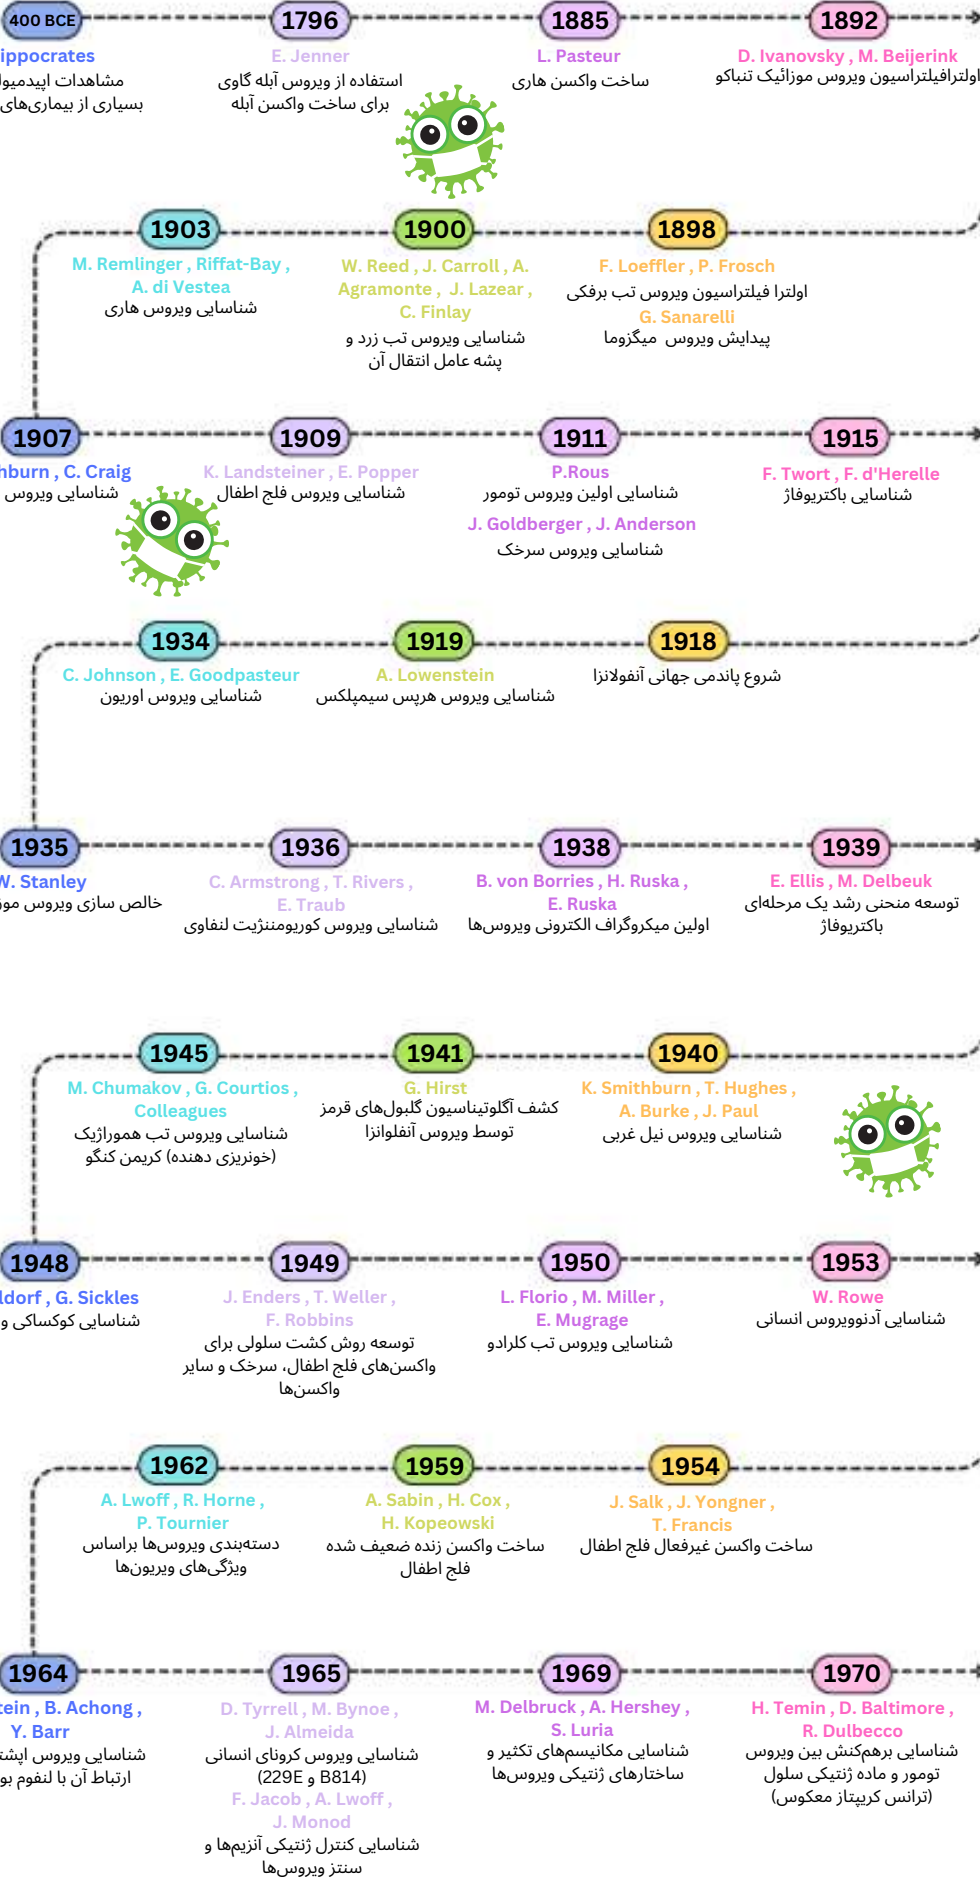 400 BCE
ippocrates
مشاهدات
بسیاری از بیماری‌های
1796
E. Jenner
استفاده از ویروس آبله گاوی
برای ساخت واکسن آبله
1885
L. Pasteur
ساخت واکسن هاری
1892
D. Ivanovsky , M. Beijerink
اولترافیلتراسیون ویروس موزائیک تنباکو
1903
M. Remlinger , Riffat-Bay ,
A. di Vestea
شناسایی ویروس هاری
1900
W. Reed , J. Carroll , A.
Agramonte , J. Lazear ,
C. Finlay
شناسایی ویروس تب زرد و
پشه عامل انتقال آن
1898
F. Loeffler , P. Frosch
اولترا فیلتراسیون ویروس تب برفکی
G. Sanarelli
پیدایش ویروس میگزوما
1907
hburn , C. Craig
شناسایی ویروس
1909
K. Landsteiner , E. Popper
شناسایی ویروس فلج اطفال
1911
P.Rous
شناسایی اولین ویروس تومور
J. Goldberger , J. Anderson
شناسایی ویروس سرخک
1915
F. Twort , F. d'Herelle
شناسایی باکتریوفاژ
1934
C. Johnson , E. Goodpasteur
شناسایی ویروس اوریون
1919
A. Lowenstein
شناسایی ویروس هرپس سیمپلکس
1918
شروع پاندمی جهانی آنفولانزا
1935
W. Stanley
خالص سازی ویروس
1936
C. Armstrong , T. Rivers ,
E. Traub
شناسایی ویروس کوریومننژیت لنفاوی
1938
B. von Borries , H. Ruska ,
E. Ruska
اولین میکروگراف الکترونی ویروس‌ها
1939
E. Ellis , M. Delbeuk
توسعه منحنی رشد یک مرحله‌ای
باکتریوفاژ
1945
M. Chumakov , G. Courtios ,
Colleagues
شناسایی ویروس تب هموراژیک
(خونریزی دهنده) کریمن کنگو
1941
G. Hirst
کشف آگلوتیناسیون گلبول‌های قرمز
توسط ویروس آنفلوانزا
1940
K. Smithburn , T. Hughes ,
A. Burke , J. Paul
شناسایی ویروس نیل غربی
1948
ldorf , G. Sickles
شناسایی کوکساکی و
1949
J. Enders , T. Weller ,
F. Robbins
توسعه روش کشت سلولی برای
واکسن‌های فلج اطفال، سرخک و سایر
واکسن‌ها
1950
L. Florio , M. Miller ,
E. Mugrage
شناسایی ویروس تب کلرادو
1953
W. Rowe
شناسایی آدنوویروس انسانی
1962
A. Lwoff , R. Horne ,
P. Tournier
دسته‌بندی ویروس‌ها براساس
ویژگی‌های ویریون‌ها
1959
A. Sabin , H. Cox ,
H. Kopeowski
ساخت واکسن زنده ضعیف شده
فلج اطفال
1954
J. Salk , J. Yongner ,
T. Francis
ساخت واکسن غیرفعال فلج اطفال
1964
tein , B. Achong ,
Y. Barr
شناسایی ویروس
ارتباط آن با لنفوم
1965
D. Tyrrell , M. Bynoe ,
J. Almeida
شناسایی ویروس کرونای انسانی
(229E و B814)
F. Jacob , A. Lwoff ,
J. Monod
شناسایی کنترل ژنتیکی آنزیم‌ها و
سنتز ویروس‌ها
1969
M. Delbruck , A. Hershey ,
S. Luria
شناسایی مکانیسم‌های تکثیر و
ساختارهای ژنتیکی ویروس‌ها
1970
H. Temin , D. Baltimore ,
R. Dulbecco
شناسایی برهم‌کنش بین ویروس
تومور و ماده ژنتیکی سلول
(ترانس کریپتاز معکوس)